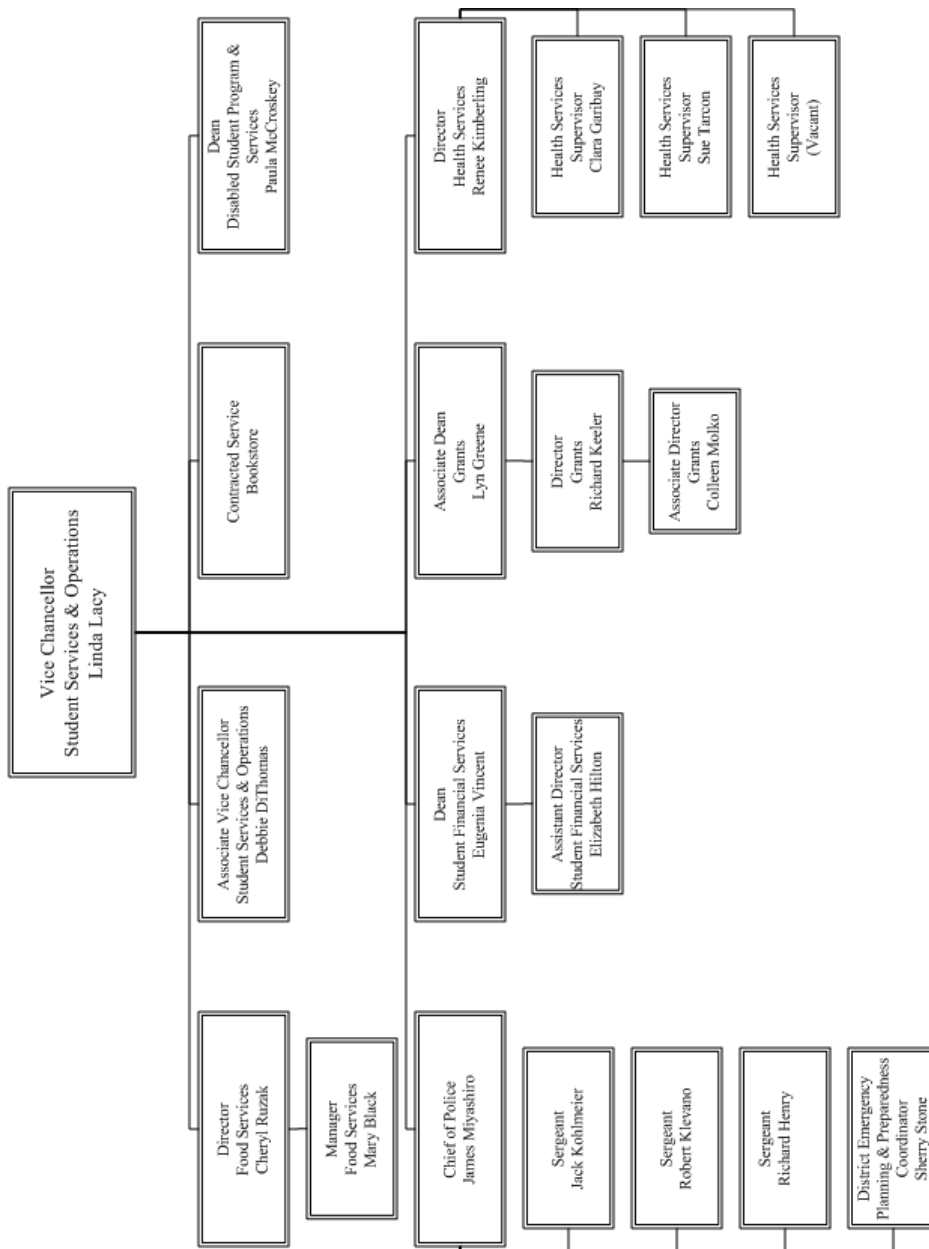 Vice Chancellor
Student Services & Operations
Linda Lacy
Director
Food Services
Cheryl Ruzak
Manager
Food Services
Mary Black
Associate Vice Chancellor
Student Services & Operations
Debbie DiThomas
Contracted Service
Bookstore
Dean
Disabled Student Program &
Services
Paula McCroskey
Chief of Police
James Miyashiro
Sergeant
Jack Kohlmeier
Sergeant
Robert Klevano
Sergeant
Richard Henry
District Emergency
Planning & Preparedness
Coordinator
Sherry Stone
Dean
Student Financial Services
Eugenia Vincent
Assistant Director
Student Financial Services
Elizabeth Hilton
Associate Dean
Grants
Lyn Greene
Director
Grants
Richard Keeler
Associate Director
Grants
Colleen Molko
Director
Health Services
Renee Kimberling
Health Services
Supervisor
Clara Garibay
Health Services
Supervisor
Sue Tarcon
Health Services
Supervisor
(Vacant)